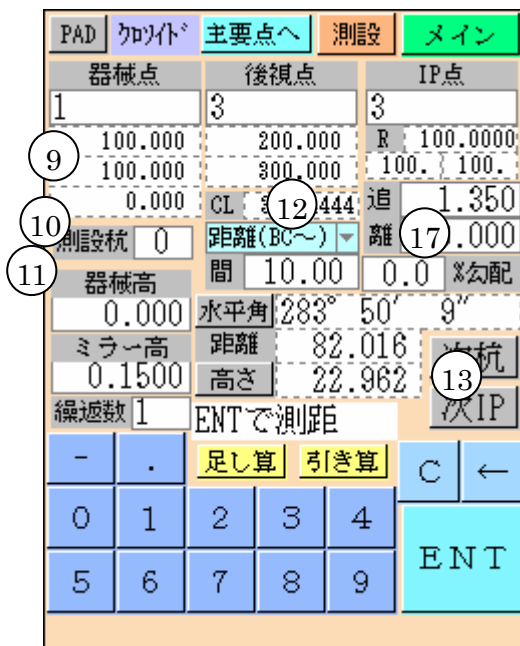 PAD ｸﾛｿｲﾄﾞ 主要点へ 測設 メイン
器械点 後視点 IP点
1 3 3
100.000 200.000 R 100.0000
⑨ 100.000 300.000 100. 100.
0.000 CL ⑫ 444 追 1.350
⑩ 測設杭 0 距離(BC～) 離 ⑰ .000
⑪ 器械高 間 10.00 0.0 %勾配
0.000 水平角 283° 50′ 9″
ミラー高 距離 82.016 次杭
0.1500 高さ 22.962 ⑬ 次IP
繰返数 1 ENTで測距
- . 足し算 引き算 C ←
0 1 2 3 4
ENT
5 6 7 8 9